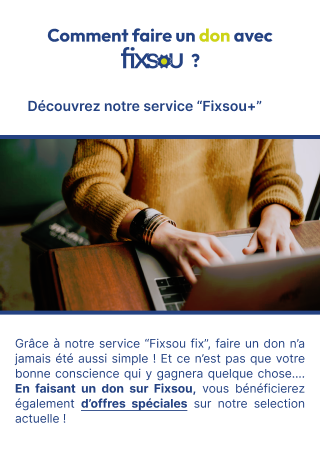 Comment faire un don avec
fixsou ?
Découvrez notre service “Fixsou+”
Grâce à notre service “Fixsou fix”, faire un don n’a
jamais été aussi simple ! Et ce n’est pas que votre
bonne conscience qui y gagnera quelque chose....
En faisant un don sur Fixsou, vous bénéficierez
également d’offres spéciales sur notre selection
actuelle !